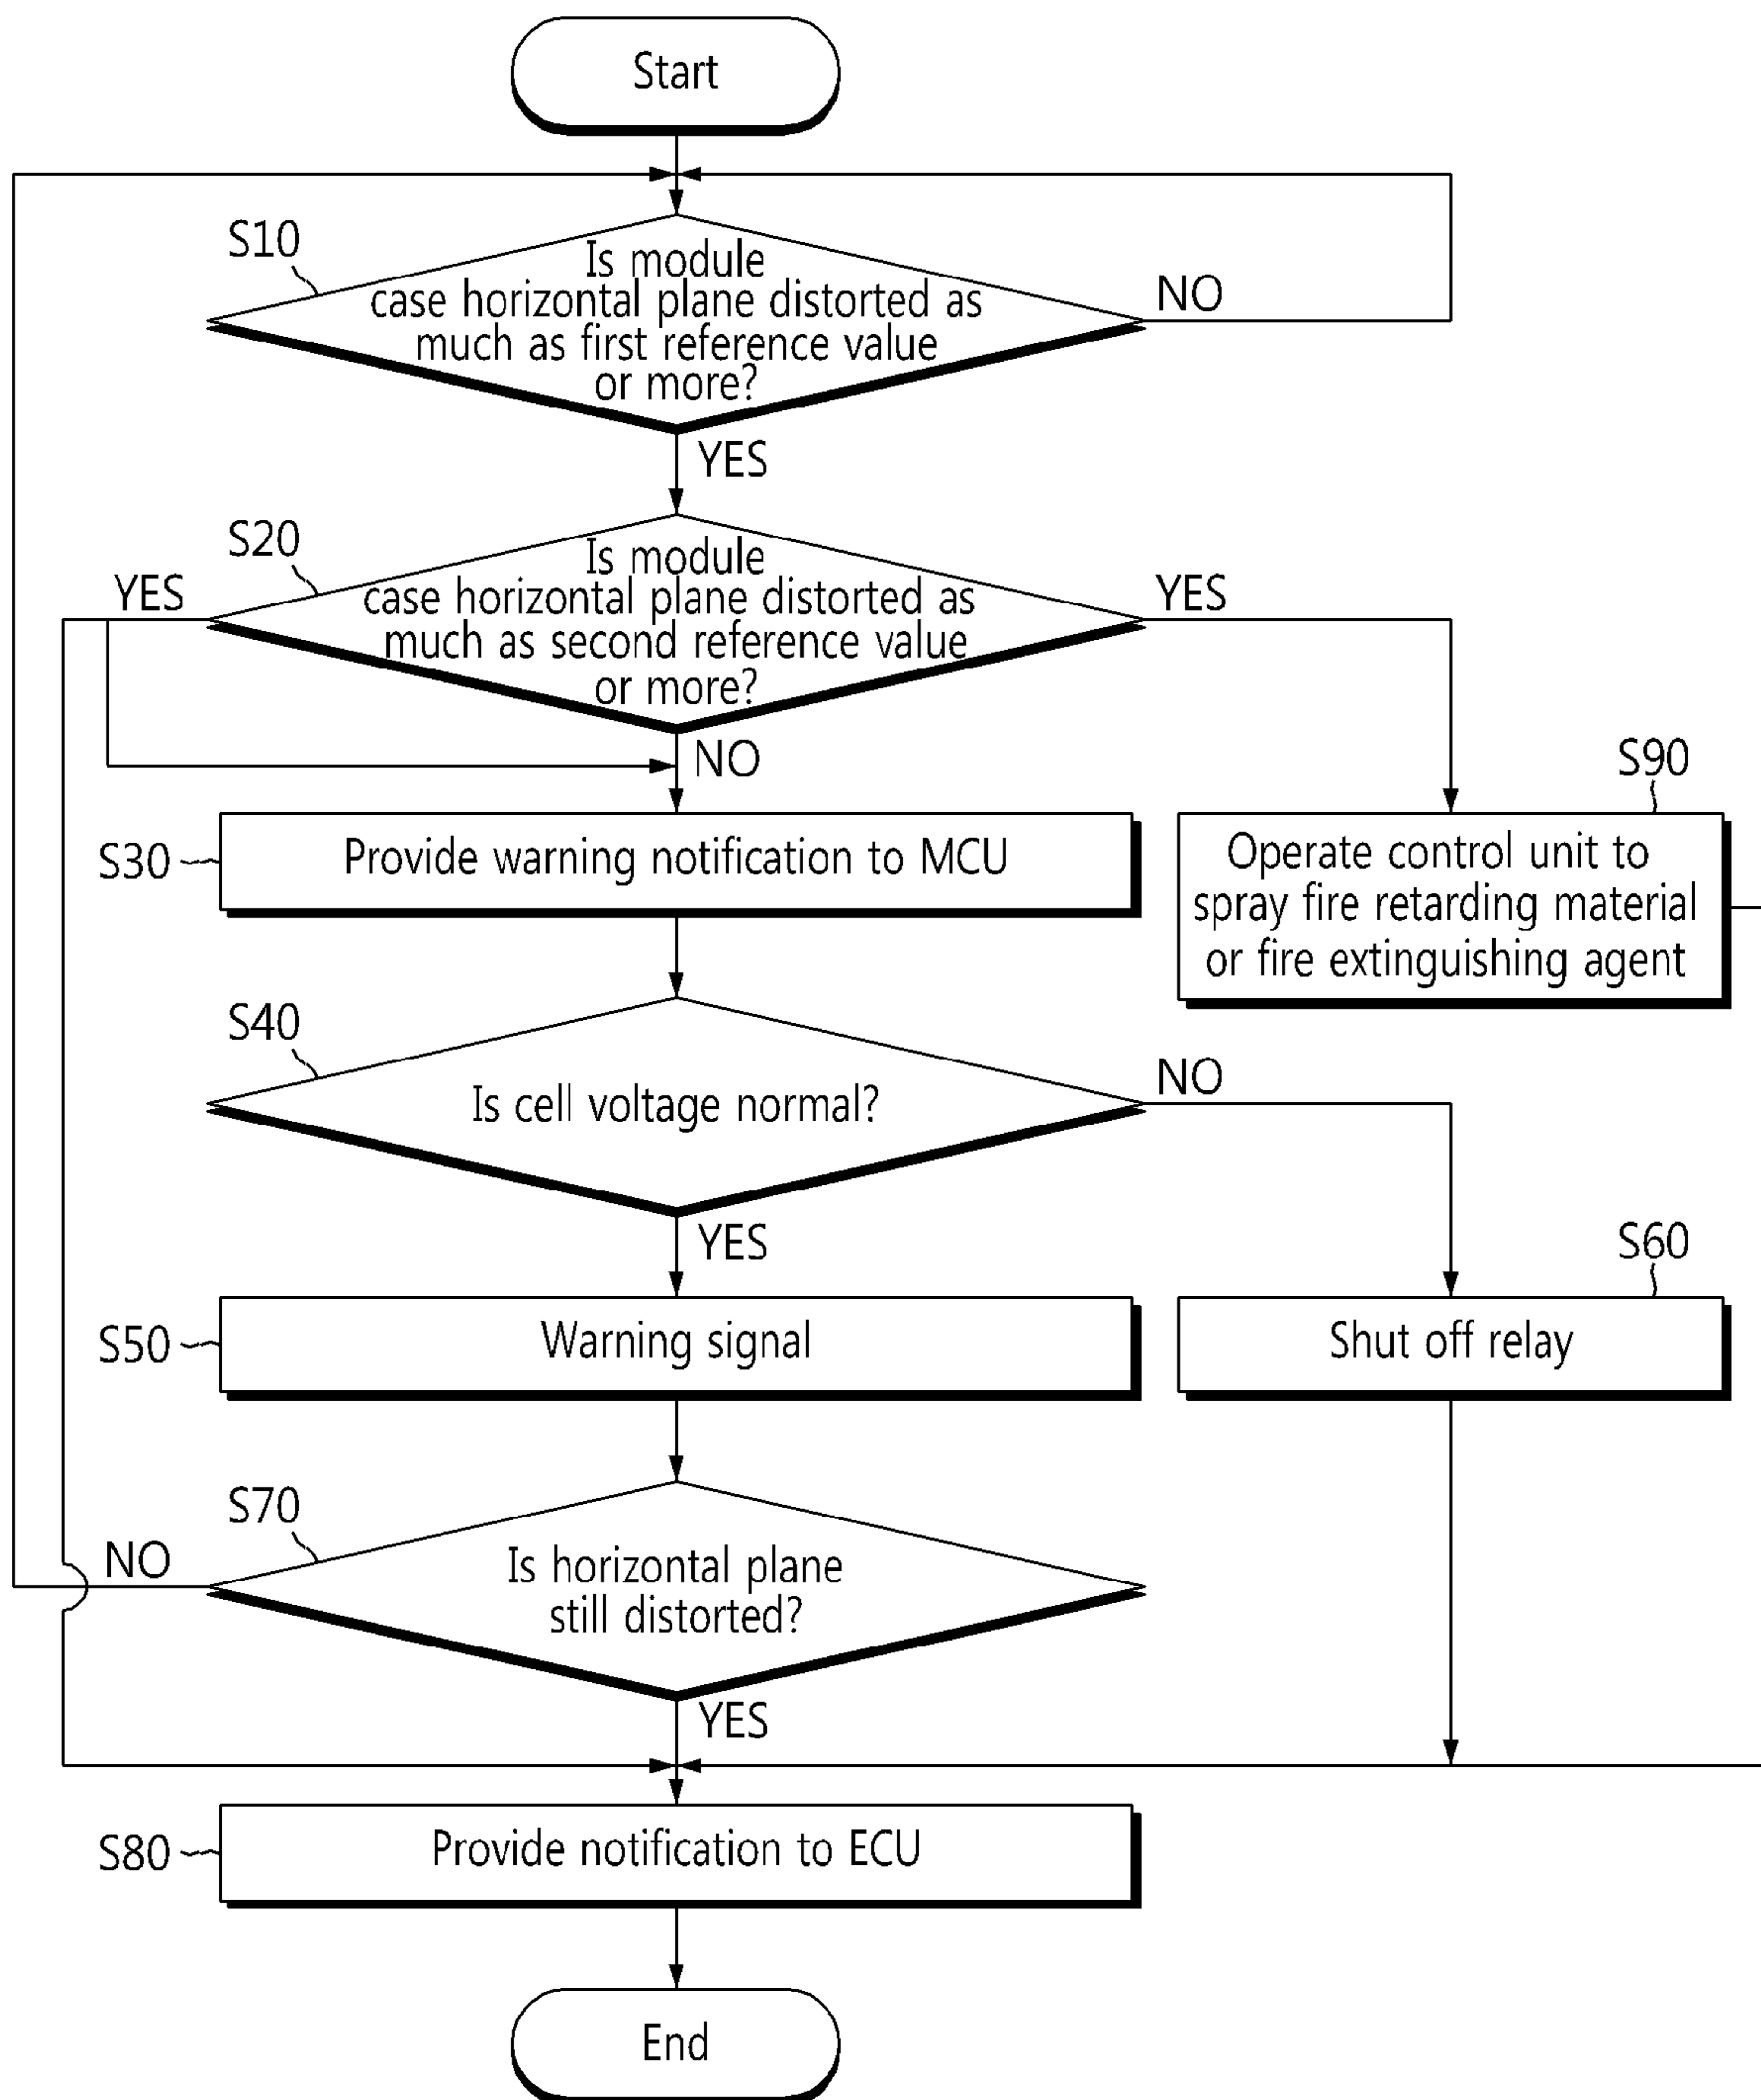 Start
S10
Is module
case horizontal plane distorted as
much as first reference value
or more?
NO
YES
S20
Is module
case horizontal plane distorted as
much as second reference value
or more?
YES
YES
NO
S90
S30
Provide warning notification to MCU
Operate control unit to
spray fire retarding material
or fire extinguishing agent
S40
Is cell voltage normal?
NO
YES
S60
S50
Warning signal
Shut off relay
S70
NO
Is horizontal plane
still distorted?
YES
S80
Provide notification to ECU
End